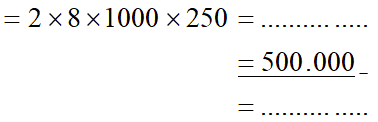 = 2 × 8 × 1000 × 250 = .......... .....
= 500.000 _
= .......... .....